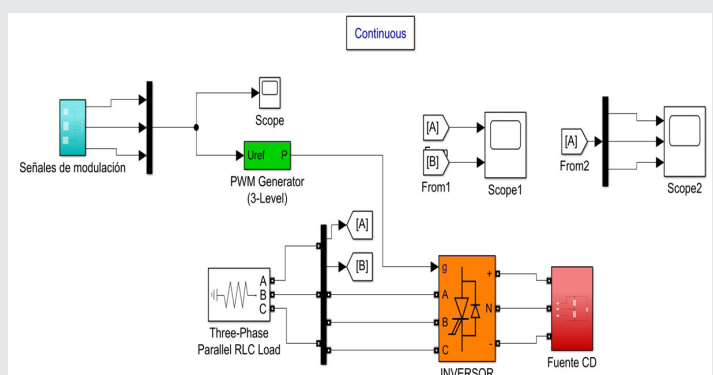 Continuous
Scope
Señales de modulación
Uref
P
PWM Generator
(3-Level)
[A]
[B]
From1
Scope1
[A]
From2
Scope2
[A]
[B]
A
B
C
Three-Phase
Parallel RLC Load
g
A
B
C
+
N
-
INVERSOR
Fuente CD